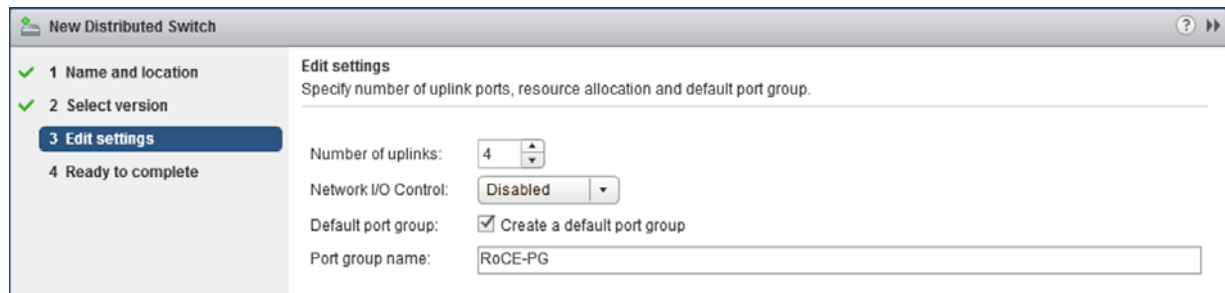 New Distributed Switch
?
1 Name and location
2 Select version
3 Edit settings
4 Ready to complete
Edit settings
Specify number of uplink ports, resource allocation and default port group.
Number of uplinks: 4
Network I/O Control: Disabled
Default port group: Create a default port group
Port group name: RoCE-PG